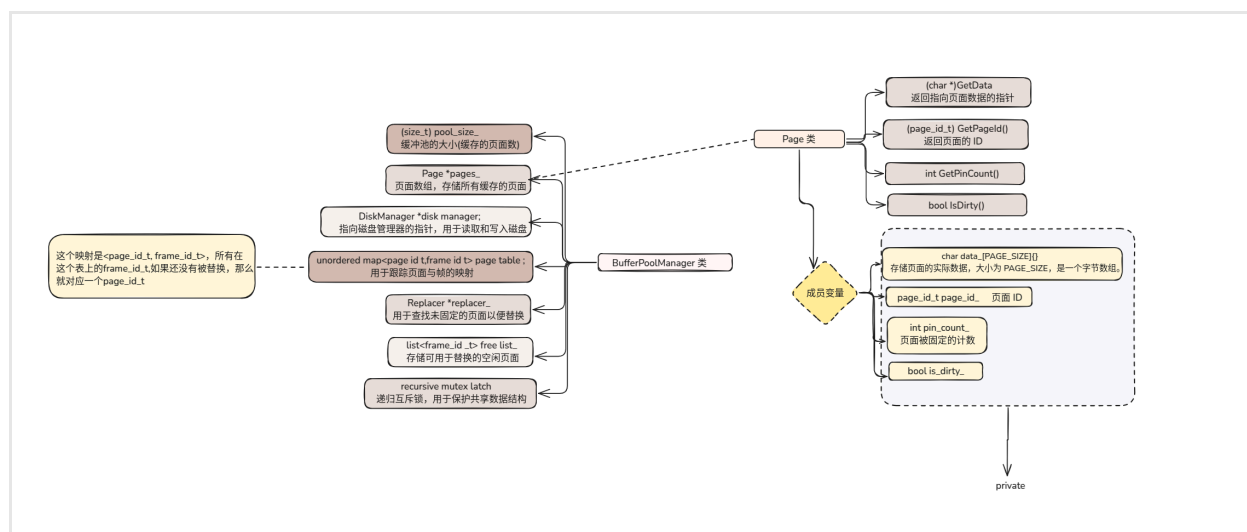 (size_t) pool_size_
缓冲池的大小(缓存的页面数)
Page *pages_
页面数组，存储所有缓存的页面
DiskManager *disk manager;
指向磁盘管理器的指针，用于读取和写入磁盘
这个映射是<page_id_t, frame_id_t>，所有在
这个表上的frame_id_t,如果还没有被替换，那么
就对应一个page_id_t
unordered map<page id t,frame id t> page table ;
用于跟踪页面与帧的映射
Replacer *replacer_
用于查找未固定的页面以便替换
list<frame_id _t> free list_
存储可用于替换的空闲页面
recursive mutex latch
递归互斥锁，用于保护共享数据结构
BufferPoolManager 类
Page 类
(char *)GetData
返回指向页面数据的指针
(page_id_t) GetPageId()
返回页面的 ID
int GetPinCount()
bool IsDirty()
成员变量
char data_[PAGE_SIZE]{}
存储页面的实际数据，大小为 PAGE_SIZE，是一个字节数组。
page_id_t page_id_ 页面 ID
int pin_count_
页面被固定的计数
bool is_dirty_
private